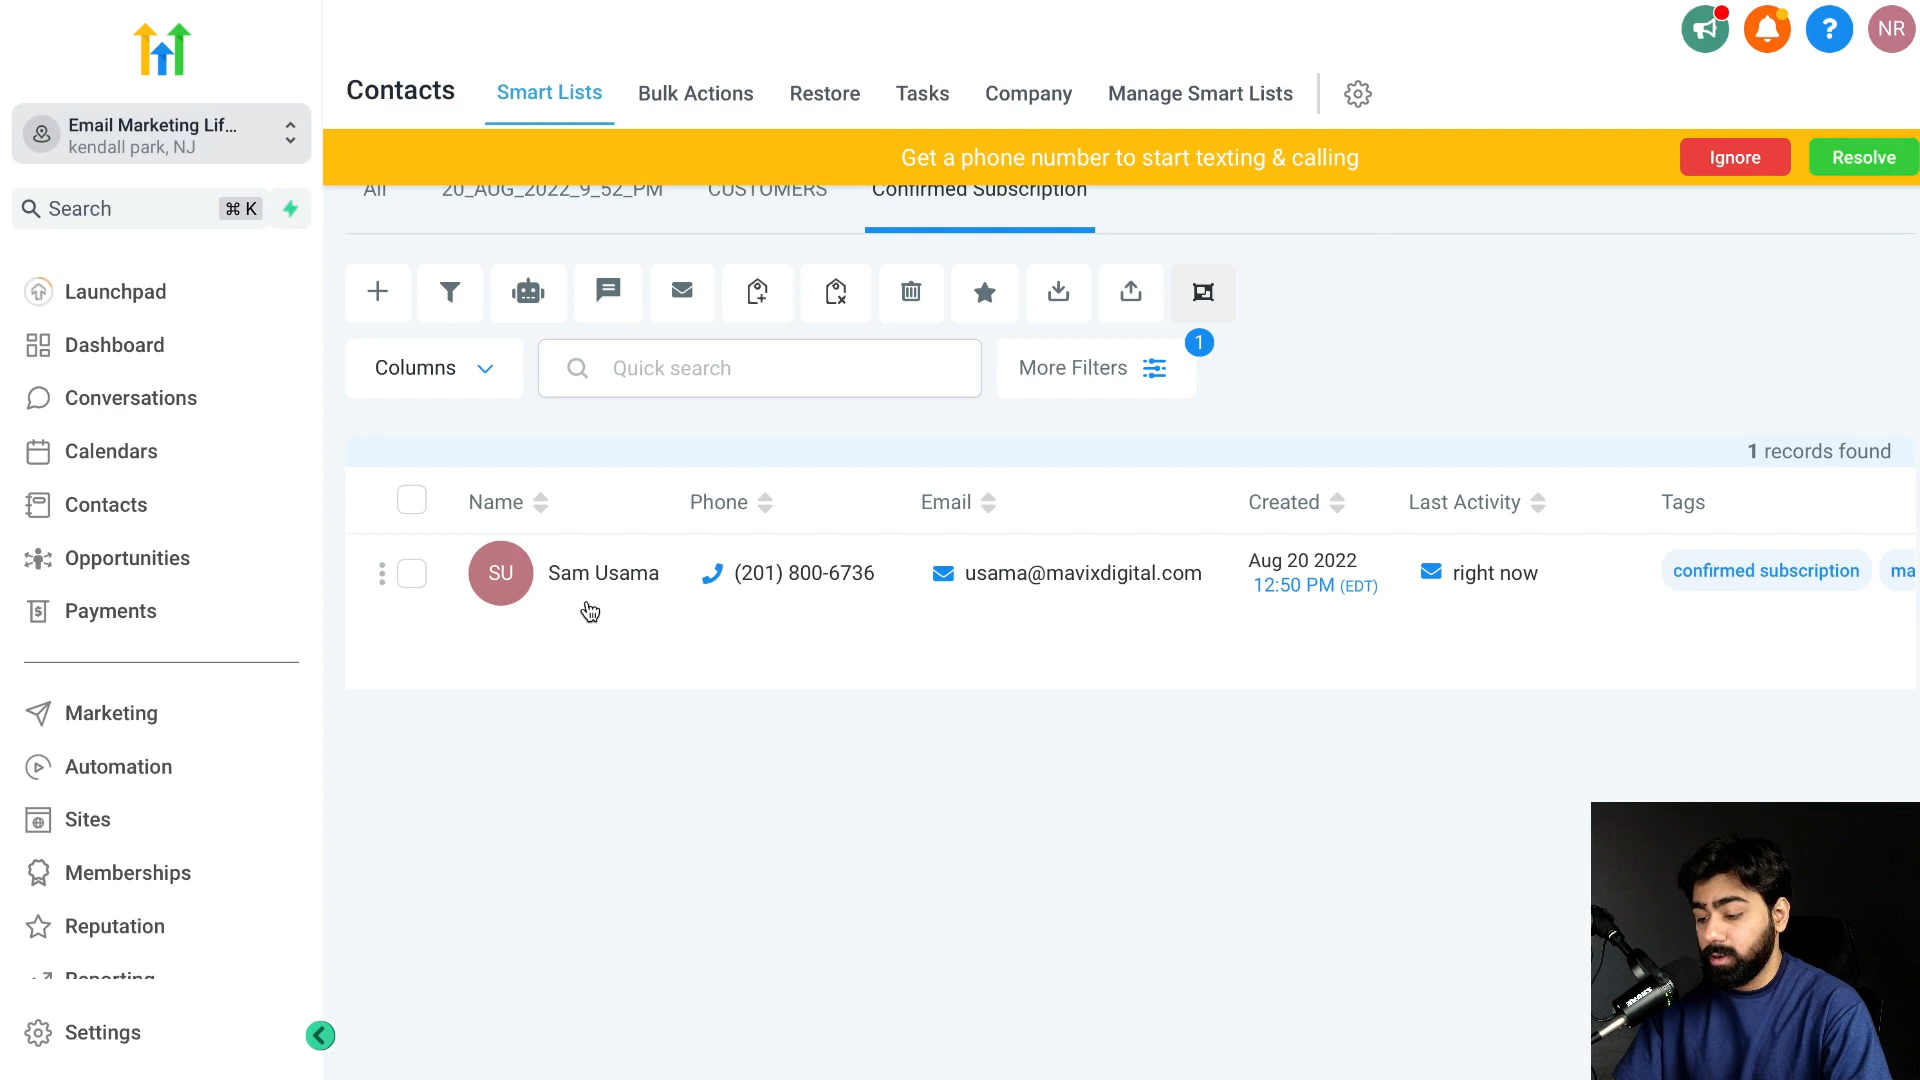 NR
Contacts
Smart Lists
Bulk Actions
Restore
Tasks
Company
Manage Smart Lists
Email Marketing Lif...
kendall park, NJ
Get a phone number to start texting & calling
Ignore
Resolve
Search
⌘ K
All
20_AUG_2022_9_52_PM
CUSTOMERS
Confirmed Subscription
Launchpad
Dashboard
Conversations
Calendars
Contacts
Opportunities
Payments
Marketing
Automation
Sites
Memberships
Reputation
Reporting
Settings
Columns
Quick search
More Filters
1
1 records found
Name
Phone
Email
Created
Last Activity
Tags
SU
Sam Usama
(201) 800-6736
usama@mavixdigital.com
Aug 20 2022
12:50 PM (EDT)
right now
confirmed subscription
ma